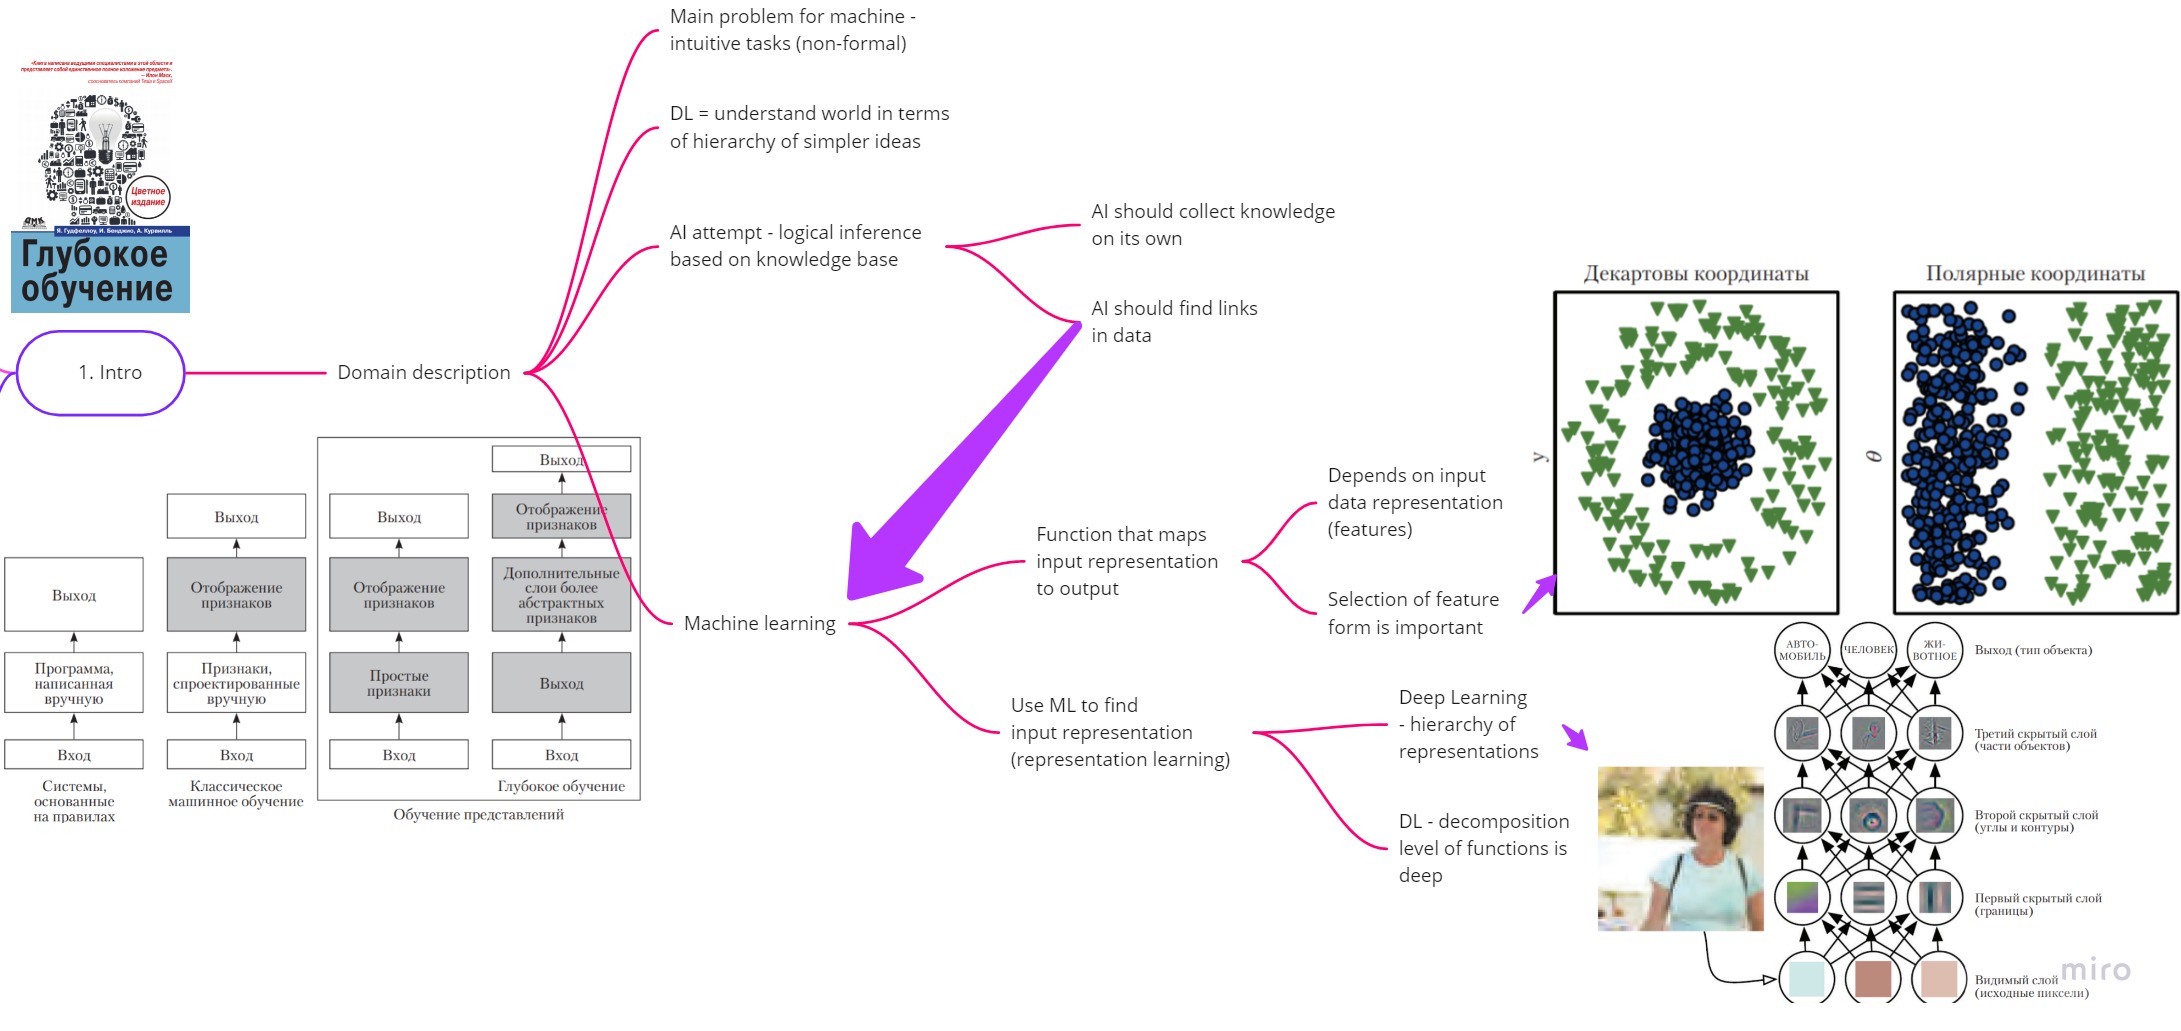 «Книга написана ведущими специалистами в этой области и
представляет собой единственное полное изложение предмета».
— Илон Маск,
сооснователь компаний Tesla и SpaceX
Цветное
издание
ДМК
Я. Гудфеллоу, И. Бенджио, А. Курвилль
Глубокое
обучение
1. Intro
Domain description
Main problem for machine -
intuitive tasks (non-formal)
DL = understand world in terms
of hierarchy of simpler ideas
AI attempt - logical inference
based on knowledge base
AI should collect knowledge
on its own
AI should find links
in data
Machine learning
Function that maps
input representation
to output
Depends on input
data representation
(features)
Selection of feature
form is important
Use ML to find
input representation
(representation learning)
Deep Learning
- hierarchy of
representations
DL - decomposition
level of functions is
deep
Декартовы координаты
y
Полярные координаты
θ
Выход
Программа,
написанная
вручную
Вход
Системы,
основанные
на правилах
Выход
Отображение
признаков
Признаки,
спроектированные
вручную
Вход
Классическое
машинное обучение
Выход
Отображение
признаков
Простые
признаки
Вход
Выход
Отображение
признаков
Дополнительные
слои более
абстрактных
признаков
Выход
Вход
Глубокое обучение
Обучение представлений
АВТО-
МОБИЛЬ
ЧЕЛОВЕК
ЖИ-
ВОТНОЕ
Выход (тип объекта)
Третий скрытый слой
(части объектов)
Второй скрытый слой
(углы и контуры)
Первый скрытый слой
(границы)
Видимый слой
(исходные пиксели)
miro